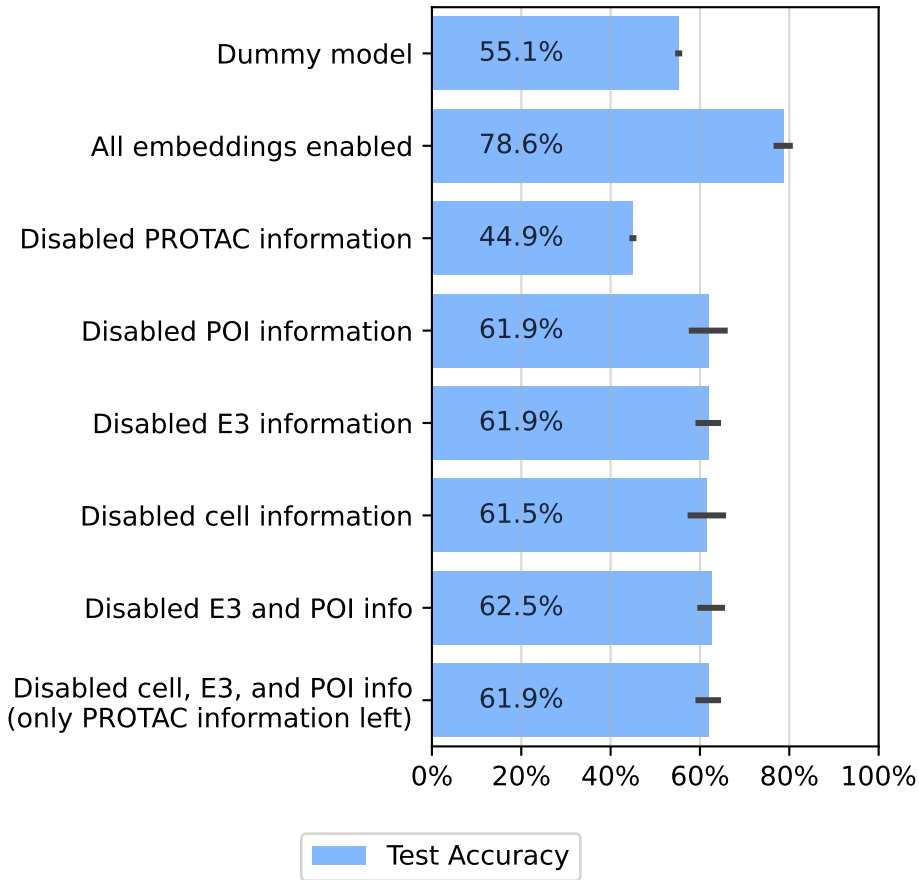 Dummy model 55.1%
All embeddings enabled 78.6%
Disabled PROTAC information 44.9%
Disabled POI information 61.9%
Disabled E3 information 61.9%
Disabled cell information 61.5%
Disabled E3 and POI info 62.5%
Disabled cell, E3, and POI info
(only PROTAC information left) 61.9%
0% 20% 40% 60% 80% 100%
Test Accuracy